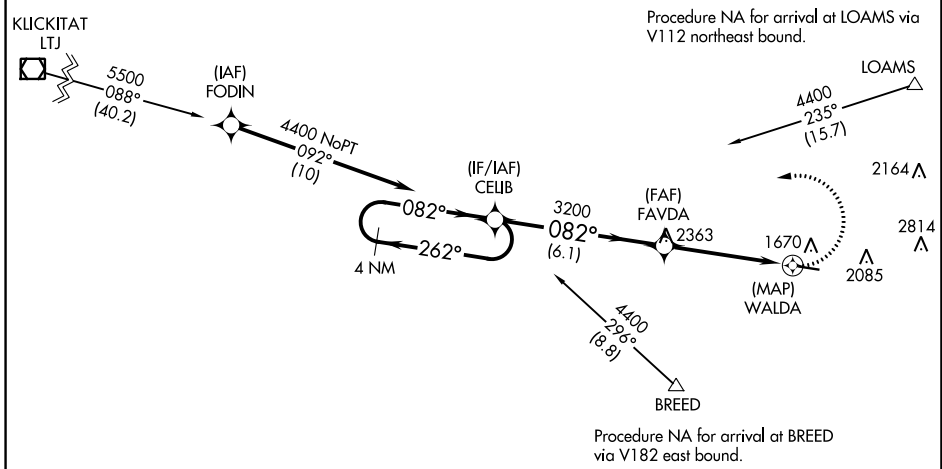 Procedure NA for arrival at LOAMS via
V112 northeast bound.
KLICKITAT
LTJ
5500
088°
(40.2)
(IAF)
FODIN
4400 NoPT
092°
(10)
LOAMS
4400
235°
(15.7)
(IF/IAF)
CELIB
082°
262°
4 NM
3200
082°
(6.1)
(FAF)
FAVDA
2363
2164
2814
1670
2085
(MAP)
WALDA
4400
296°
(8.8)
BREED
Procedure NA for arrival at BREED
via V182 east bound.